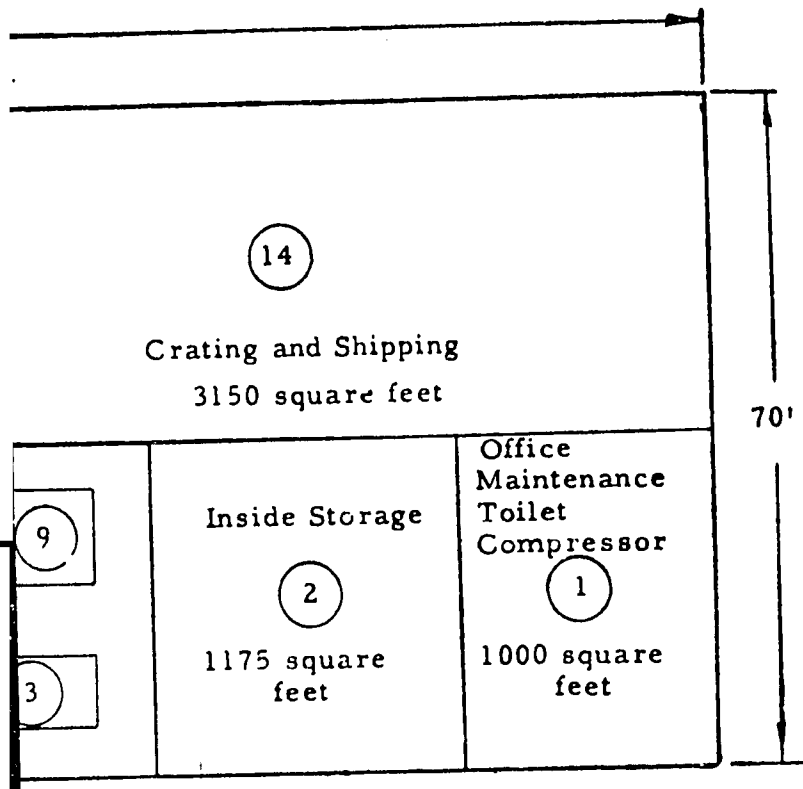 14
Crating and Shipping
3150 square feet
70'
Office
Maintenance
Toilet
Compressor
1
1000 square
feet
Inside Storage
2
1175 square
feet
9
3